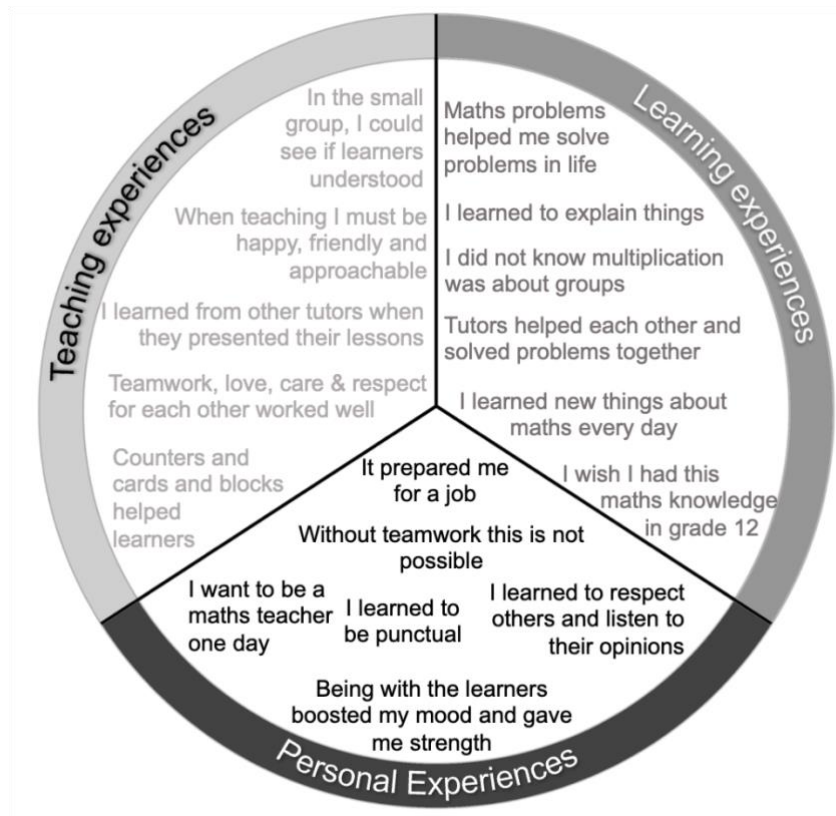 Teaching experiences
In the small
group, I could
see if learners
understood
When teaching I must be
happy, friendly and
approachable
I learned from other tutors when
they presented their lessons
Teamwork, love, care & respect
for each other worked well
Counters and
cards and blocks
helped
learners
Learning experiences
Maths problems
helped me solve
problems in life
I learned to explain things
I did not know multiplication
was about groups
Tutors helped each other and
solved problems together
I learned new things about
maths every day
I wish I had this
maths knowledge
in grade 12
It prepared me
for a job
Without teamwork this is not
possible
I want to be a
maths teacher
one day
I learned to
be punctual
I learned to respect
others and listen to
their opinions
Being with the learners
boosted my mood and gave
me strength
Personal Experiences